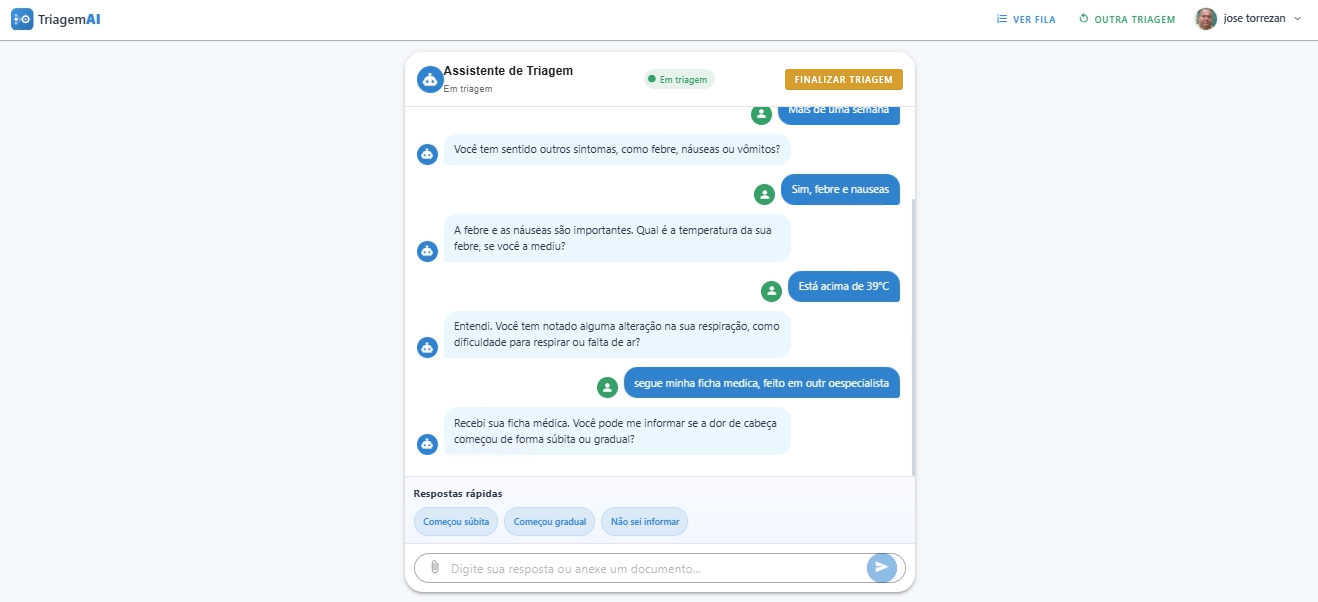 TriagemAI
VER FILA
OUTRA TRIAGEM
jose torrezan
Assistente de Triagem
Em triagem
Em triagem
FINALIZAR TRIAGEM
Mais de uma semana
Você tem sentido outros sintomas, como febre, náuseas ou vômitos?
Sim, febre e nauseas
A febre e as náuseas são importantes. Qual é a temperatura da sua
febre, se você a mediu?
Está acima de 39°C
Entendi. Você tem notado alguma alteração na sua respiração, como
dificuldade para respirar ou falta de ar?
segue minha ficha medica, feito em outr oespecialista
Recebi sua ficha médica. Você pode me informar se a dor de cabeça
começou de forma súbita ou gradual?
Respostas rápidas
Começou súbita
Começou gradual
Não sei informar
Digite sua resposta ou anexe um documento...